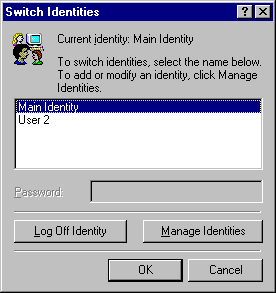 Switch Identities
Current identity: Main Identity
To switch identities, select the name below.
To add or modify an identity, click Manage
Identities.
Main Identity
User 2
Password:
Log Off Identity
Manage Identities
OK
Cancel